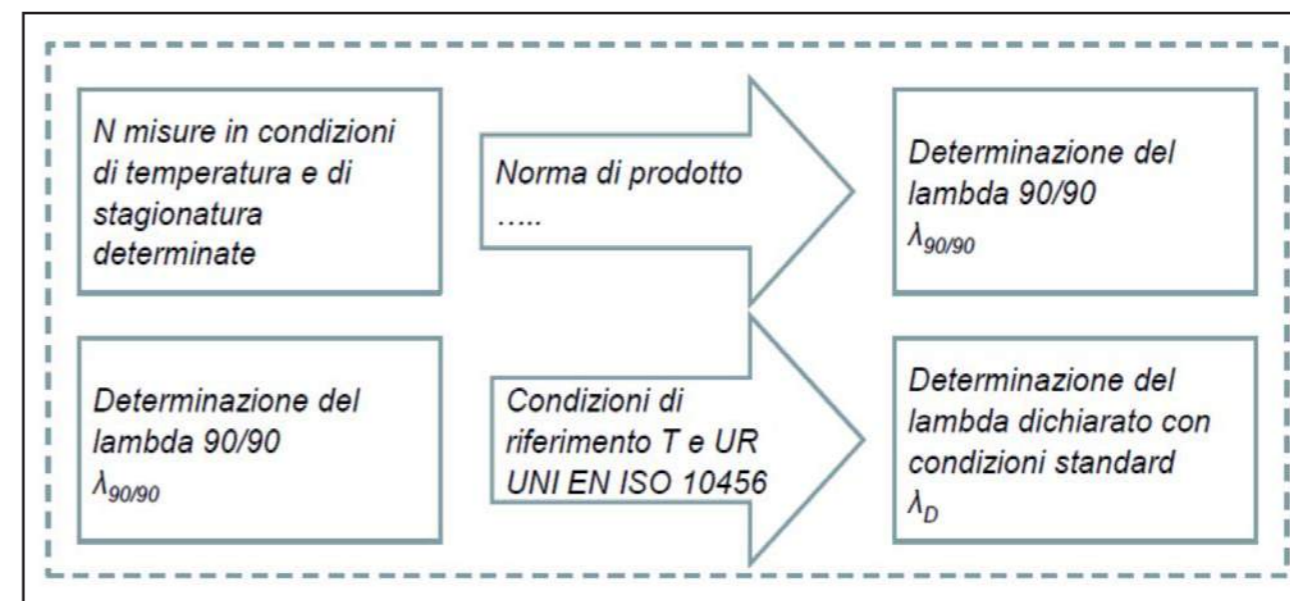 N misure in condizioni
di temperatura e di
stagionatura
determinate
Norma di prodotto
.....
Determinazione del
lambda 90/90
λ90/90
Determinazione del
lambda 90/90
λ90/90
Condizioni di
riferimento T e UR
UNI EN ISO 10456
Determinazione del
lambda dichiarato con
condizioni standard
λD